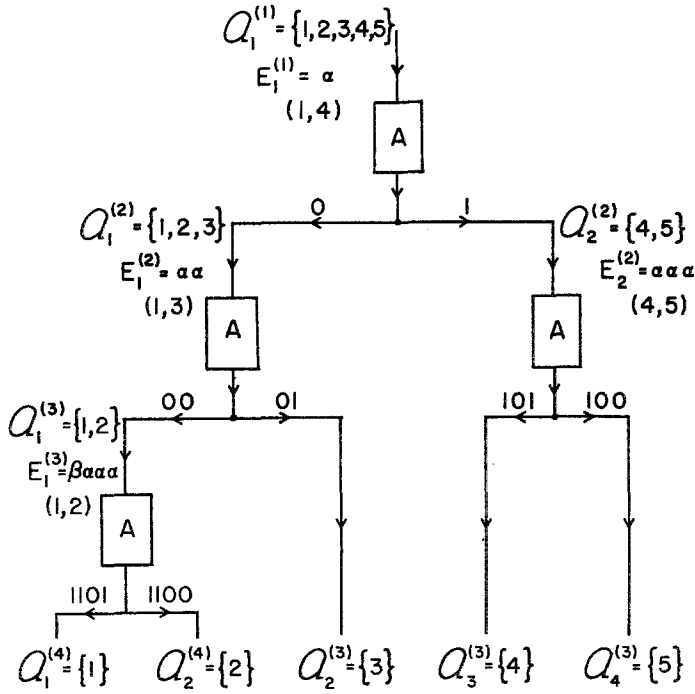 Q₁⁽¹⁾ = {1,2,3,4,5}
E₁⁽¹⁾ = α
(1,4)
A
0 1
Q₁⁽²⁾ = {1,2,3} Q₂⁽²⁾ = {4,5}
E₁⁽²⁾ = αα E₂⁽²⁾ = ααα
(1,3) (4,5)
A A
00 01 101 100
Q₁⁽³⁾ = {1,2}
E₁⁽³⁾ = βααα
(1,2)
A
1101 1100
Q₁⁽⁴⁾ = {1} Q₂⁽⁴⁾ = {2} Q₂⁽³⁾ = {3} Q₃⁽³⁾ = {4} Q₄⁽³⁾ = {5}